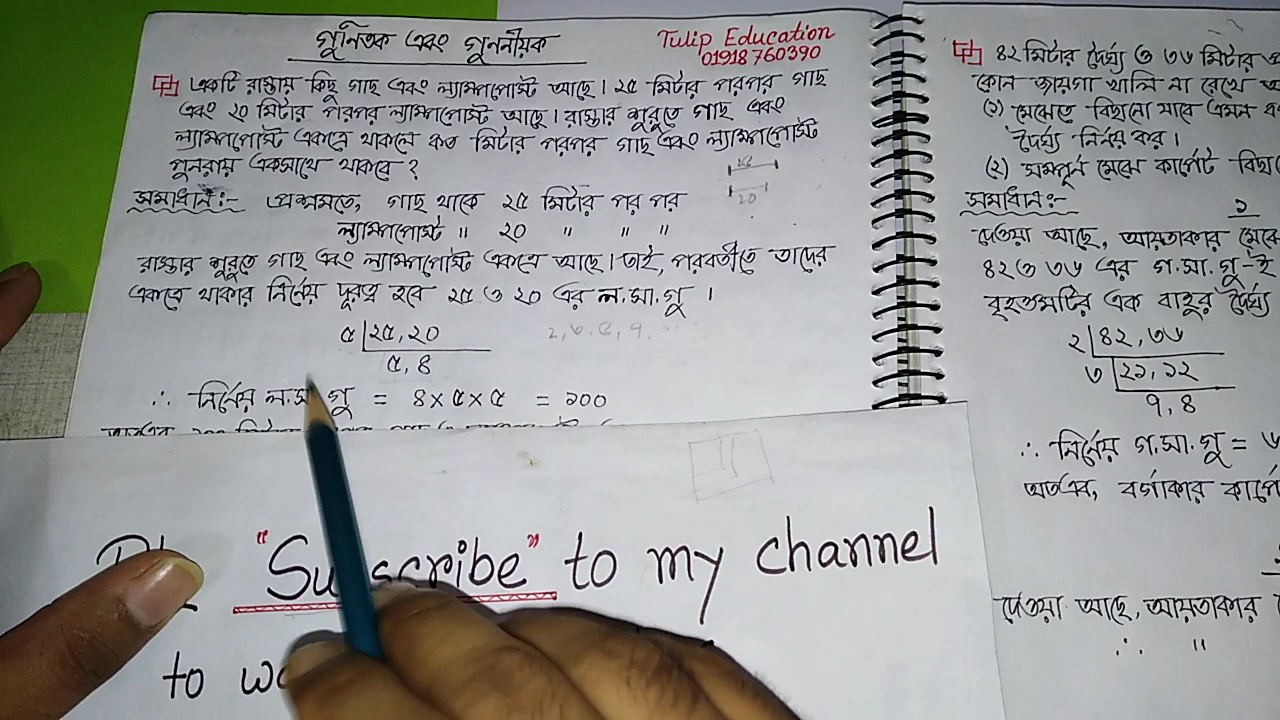 গুনিতক এবং গুননীয়ক
Tulip Education
01918760390
একটি রাস্তায় কিছু গাছ এবং ল্যাম্পপোস্ট আছে। ২৫ মিটার পরপর গাছ
এবং ২০ মিটার পরপর ল্যাম্পপোস্ট আছে। রাস্তার শুরুতে গাছ এবং
ল্যাম্পপোস্ট একত্রে থাকলে কত মিটার পরপর গাছ এবং ল্যাম্পপোস্ট
পুনরায় একসাথে থাকবে ?
সমাধান:- প্রশ্নমতে, গাছ থাকে ২৫ মিটার পর পর
ল্যাম্পপোস্ট " ২০ " " "
রাস্তার শুরুতে গাছ এবং ল্যাম্পপোস্ট একত্রে আছে। তাই, পরবর্তীতে তাদের
একত্রে থাকার নির্নেয় দূরত্ব হবে ২৫ ও ২০ এর ল.সা.গু ।
৫ | ২৫, ২০
৫, ৪
∴ নির্নেয় ল.সা.গু = ৪ × ৫ × ৫ = ১০০
"Subscribe" to my channel
to
৪২ মিটার দৈর্ঘ্য ও ৩৬ মিটার
কোন জায়গা খালি না রেখে
(১) মেঝেতে বিছানো যাবে এমন
দৈর্ঘ্য নির্নয় কর।
(২) সম্পূর্ন মেঝে কার্পেট
সমাধান:-
১
দেওয়া আছে, আয়তাকার
৪২ ও ৩৬ এর গ.সা.গু-ই
বৃহত্তমটির এক বাহুর দৈর্ঘ্য
২ | ৪২, ৩৬
৩ | ২১, ১৮
৭, ৬
∴ নির্নেয় গ.সা.গু =
অতএব, বর্গাকার
দেওয়া আছে, আয়তাকার
∴ "